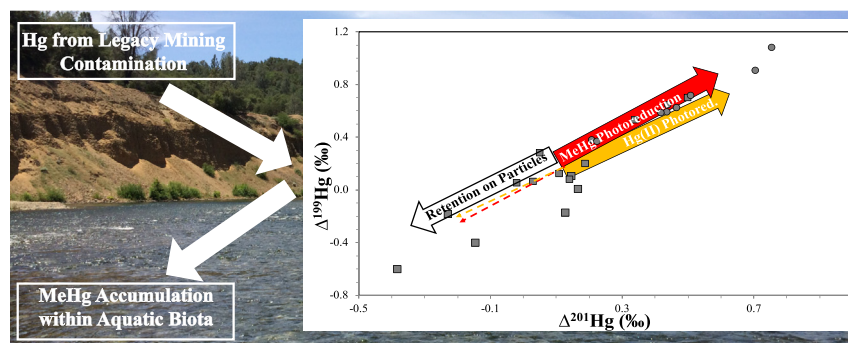 Hg from Legacy Mining
Contamination
MeHg Accumulation
within Aquatic Biota
1.2
0.8
0.4
0.0
-0.4
-0.8
Δ¹⁹⁹Hg (‰)
MeHg Photoreduction
Hg(II) Photored.
Retention on Particles
-0.5
-0.1
0.3
0.7
Δ²⁰¹Hg (‰)